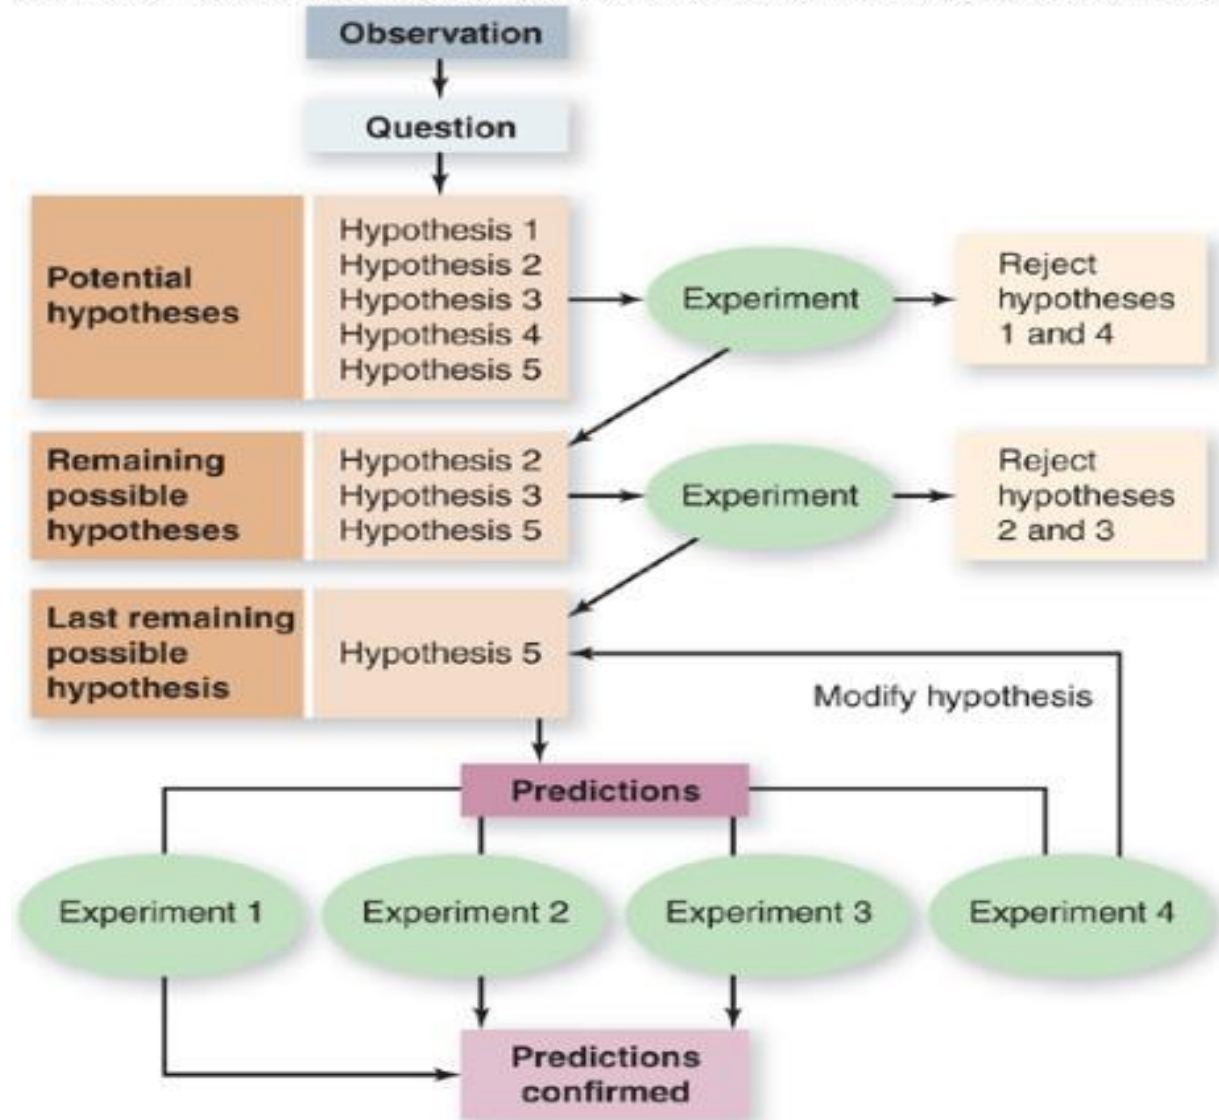 Observation
Question
Potential
hypotheses
Hypothesis 1
Hypothesis 2
Hypothesis 3
Hypothesis 4
Hypothesis 5
Experiment
Reject
hypotheses
1 and 4
Remaining
possible
hypotheses
Hypothesis 2
Hypothesis 3
Hypothesis 5
Experiment
Reject
hypotheses
2 and 3
Last remaining
possible
hypothesis
Hypothesis 5
Modify hypothesis
Predictions
Experiment 1
Experiment 2
Experiment 3
Experiment 4
Predictions
confirmed